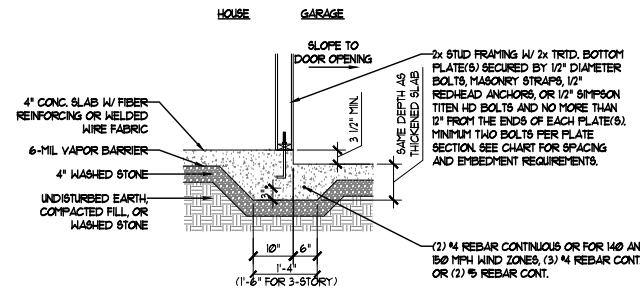 HOUSE GARAGE
SLOPE TO
DOOR OPENING
2x STUD FRAMING W/ 2x TRTD. BOTTOM
PLATE(S) SECURED BY 1/2" DIAMETER
BOLTS, MASONRY STRAPS, 1/2"
REDHEAD ANCHORS, OR 1/2" SIMPSON
TITEN HD BOLTS AND NO MORE THAN
12" FROM THE ENDS OF EACH PLATE(S).
MINIMUM TWO BOLTS PER PLATE
SECTION. SEE CHART FOR SPACING
AND EMBEDMENT REQUIREMENTS.
3 1/2" MIN.
SAME DEPTH AS
THICKENED SLAB
4" CONC. SLAB W/ FIBER
REINFORCING OR WELDED
WIRE FABRIC
6-MIL VAPOR BARRIER
4" WASHED STONE
UNDISTURBED EARTH,
COMPACTED FILL, OR
WASHED STONE
3"
10" 6"
1'-4"
(1'-6" FOR 3-STORY)
(2) #4 REBAR CONTINUOUS OR FOR 140 AN
150 MPH WIND ZONES, (3) #4 REBAR CONT
OR (2) #5 REBAR CONT.